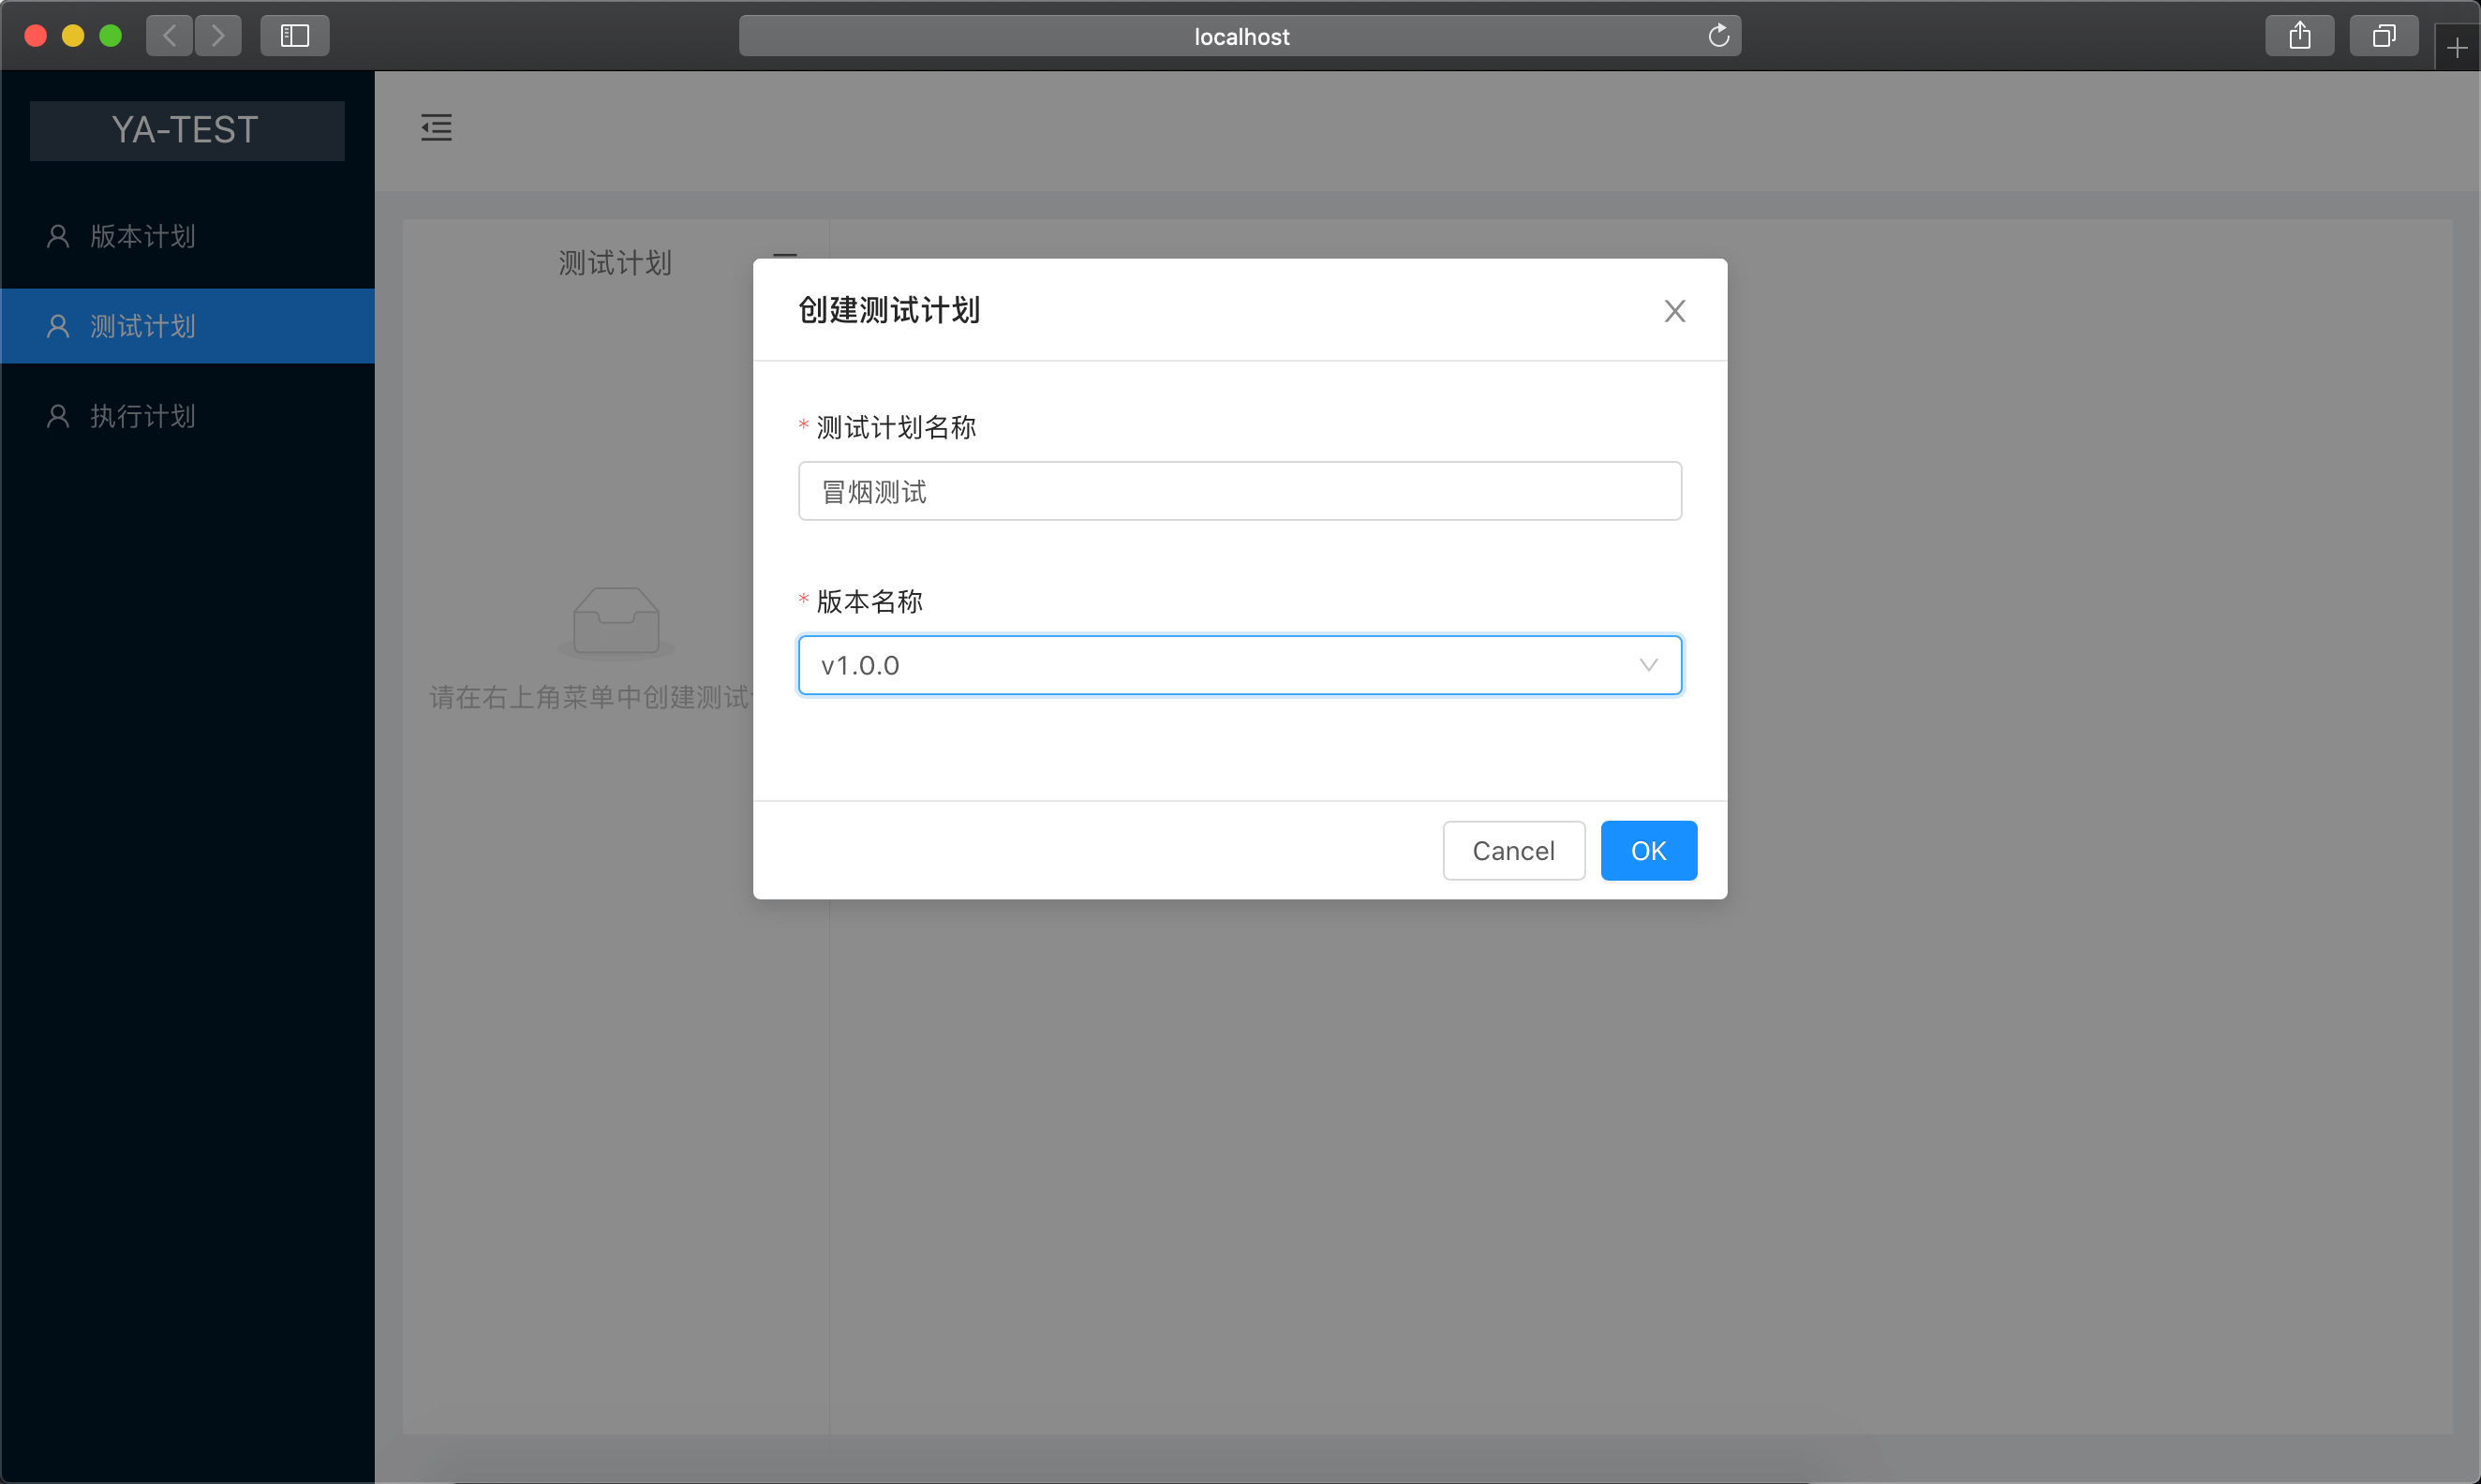 localhost
YA-TEST
版本计划
测试计划
执行计划
测试计划
请在右上角菜单中创建测试
创建测试计划
* 测试计划名称
冒烟测试
* 版本名称
v1.0.0
Cancel
OK